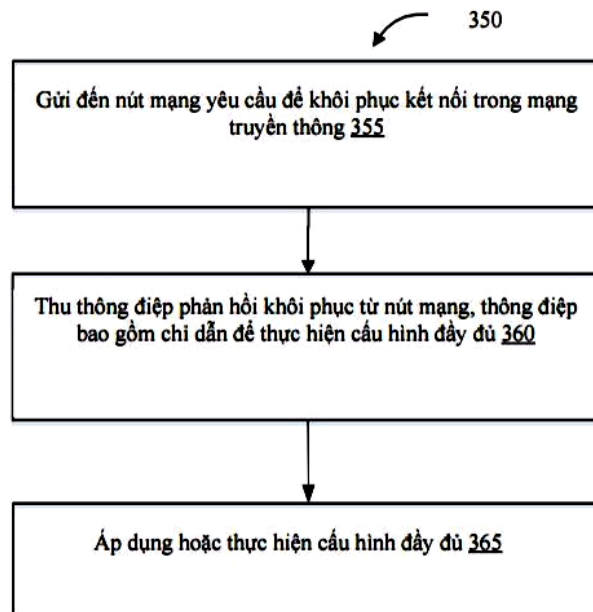 350
Gửi đến nút mạng yêu cầu để khôi phục kết nối trong mạng
truyền thông 355
Thu thông điệp phản hồi khôi phục từ nút mạng, thông điệp
bao gồm chỉ dẫn để thực hiện cấu hình đầy đủ 360
Áp dụng hoặc thực hiện cấu hình đầy đủ 365